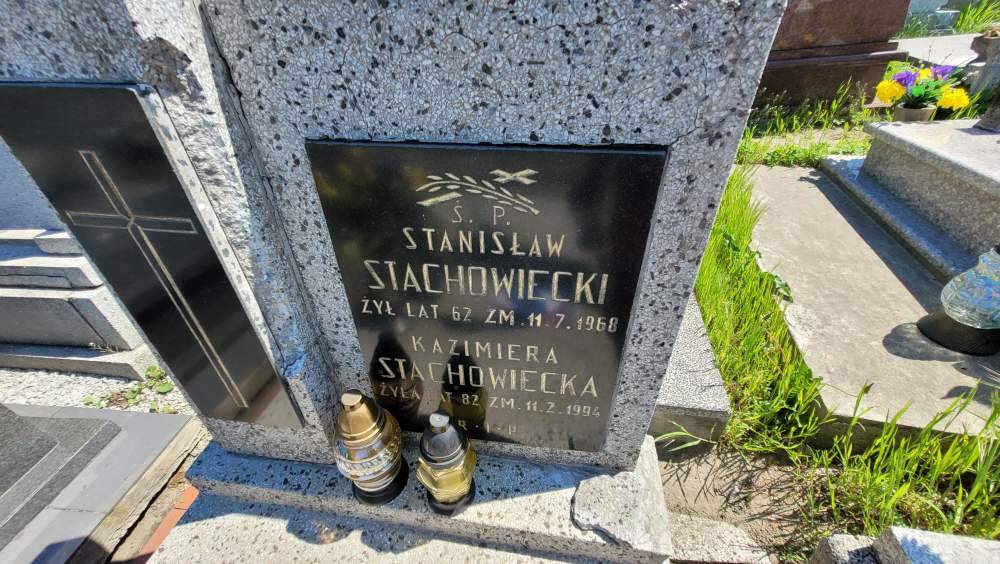 Ś. P.
STANISŁAW
STACHOWIECKI
ŻYŁ LAT 62 ZM. 11. 7. 1968
KAZIMIERA
STACHOWIECKA
ŻYŁA LAT 82 ZM. 11. 2. 1994